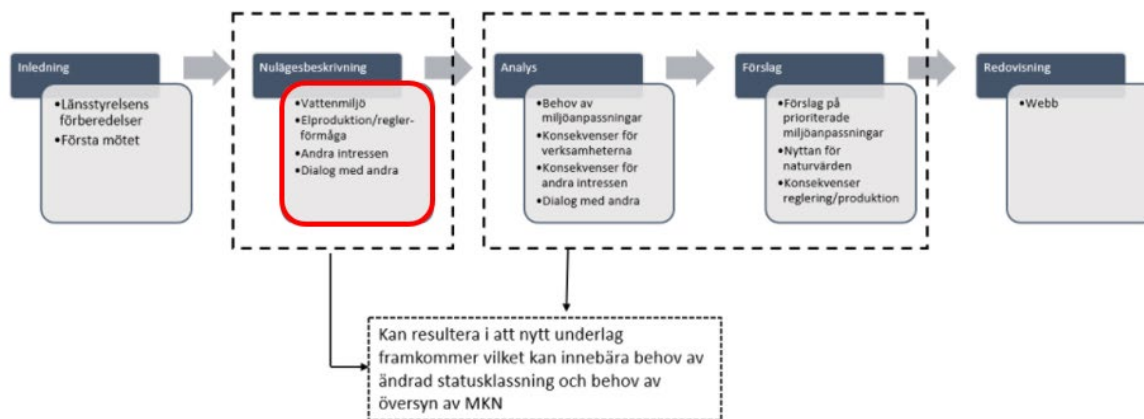 Inledning
•Länsstyrelsens
förberedelser
•Första mötet
Nulägesbeskrivning
•Vattenmiljö
•Elproduktion/regler-
förmåga
•Andra intressen
•Dialog med andra
Analys
•Behov av
miljöanpassningar
•Konsekvenser för
verksamheterna
•Konsekvenser för
andra intressen
•Dialog med andra
Förslag
•Förslag på
prioriterade
miljöanpassningar
•Nyttan för
naturvärden
•Konsekvenser
reglering/produktion
Redovisning
•Webb
Kan resultera i att nytt underlag
framkommer vilket kan innebära behov av
ändrad statusklassning och behov av
översyn av MKN